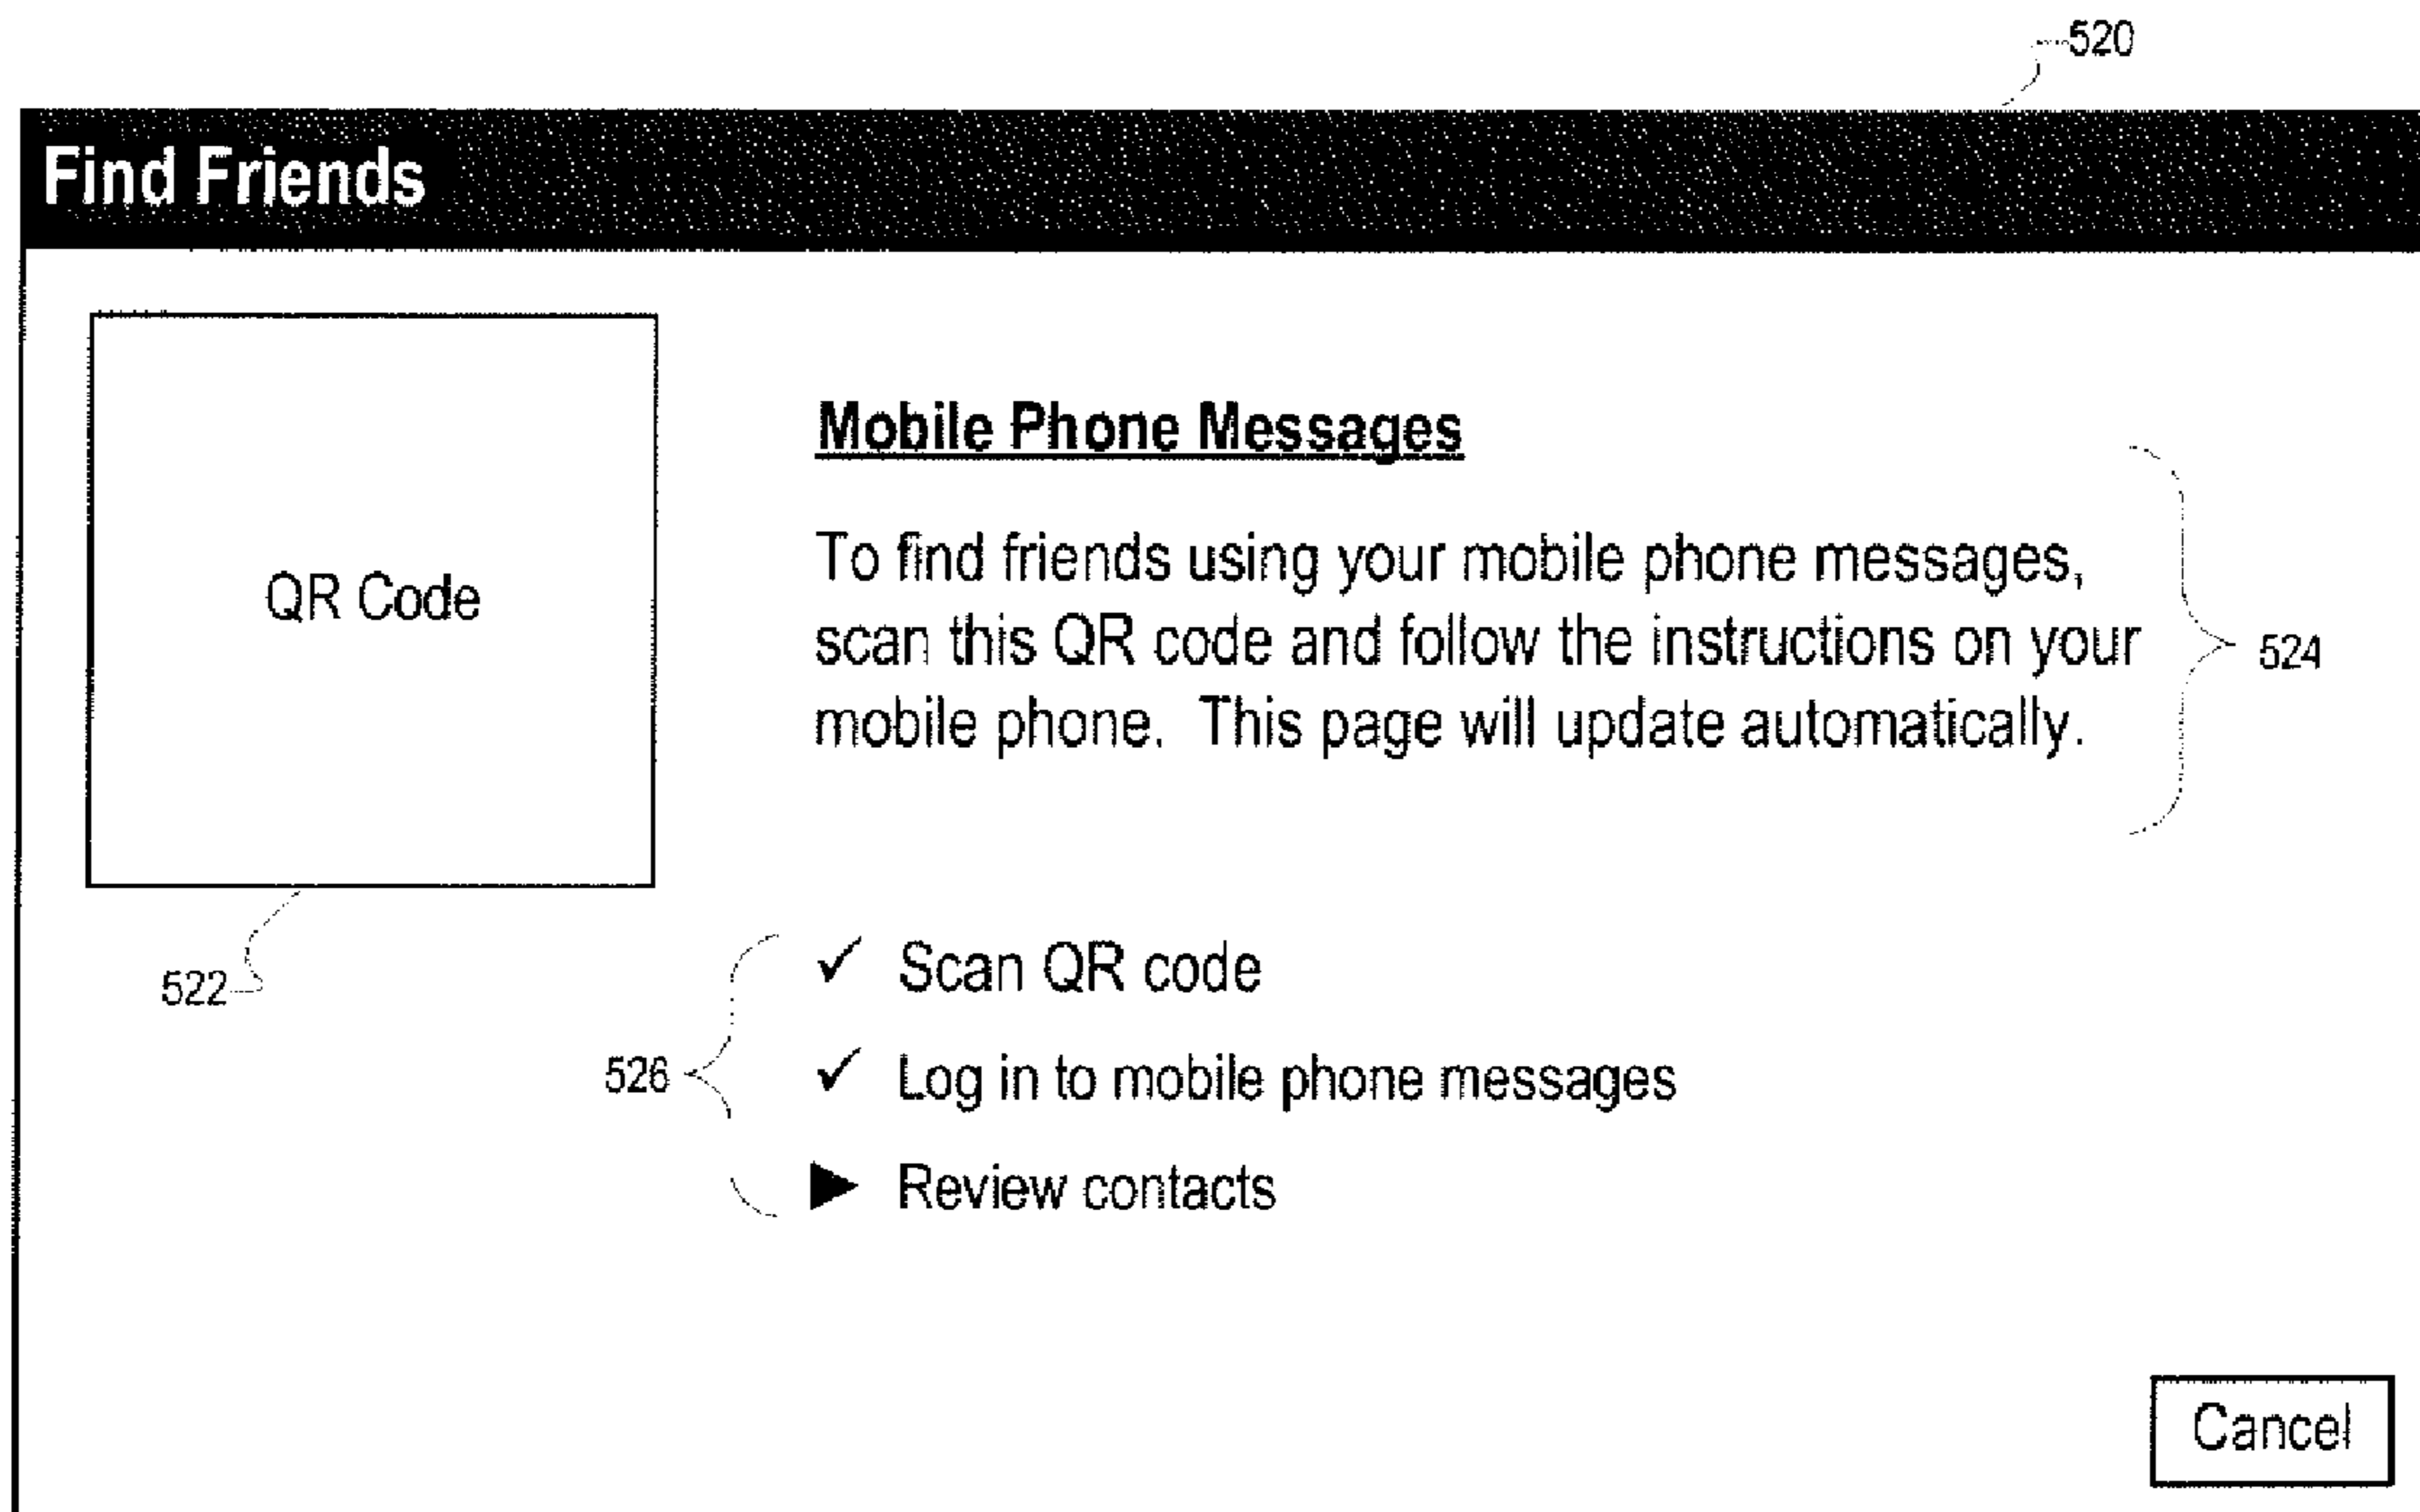 520
Find Friends
QR Code
Mobile Phone Messages
To find friends using your mobile phone messages,
scan this QR code and follow the instructions on your
mobile phone. This page will update automatically.
524
522
526
✓ Scan QR code
✓ Log in to mobile phone messages
▶ Review contacts
Cancel